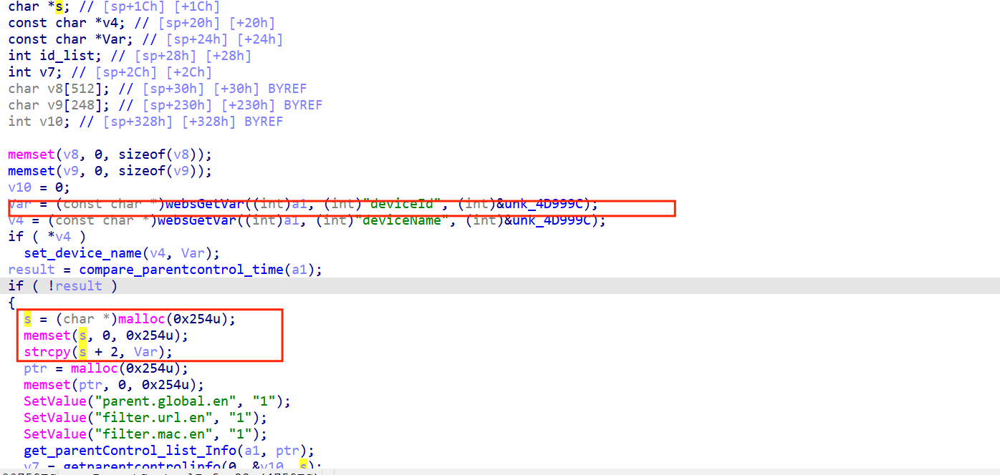 char *s; // [sp+1Ch] [+1Ch]
const char *v4; // [sp+20h] [+20h]
const char *Var; // [sp+24h] [+24h]
int id_list; // [sp+28h] [+28h]
int v7; // [sp+2Ch] [+2Ch]
char v8[512]; // [sp+30h] [+30h] BYREF
char v9[248]; // [sp+230h] [+230h] BYREF
int v10; // [sp+328h] [+328h] BYREF
memset(v8, 0, sizeof(v8));
memset(v9, 0, sizeof(v9));
v10 = 0;
Var = (const char *)websGetVar((int)a1, (int)"deviceId", (int)&unk_4D999C);
v4 = (const char *)websGetVar((int)a1, (int)"deviceName", (int)&unk_4D999C);
if ( *v4 )
set_device_name(v4, Var);
result = compare_parentcontrol_time(a1);
if ( !result )
{
s = (char *)malloc(0x254u);
memset(s, 0, 0x254u);
strcpy(s + 2, Var);
ptr = malloc(0x254u);
memset(ptr, 0, 0x254u);
SetValue("parent.global.en", "1");
SetValue("filter.url.en", "1");
SetValue("filter.mac.en", "1");
get_parentControl_list_Info(a1, ptr);
v7 = getparentcontrolinfo(0, &v10, s);